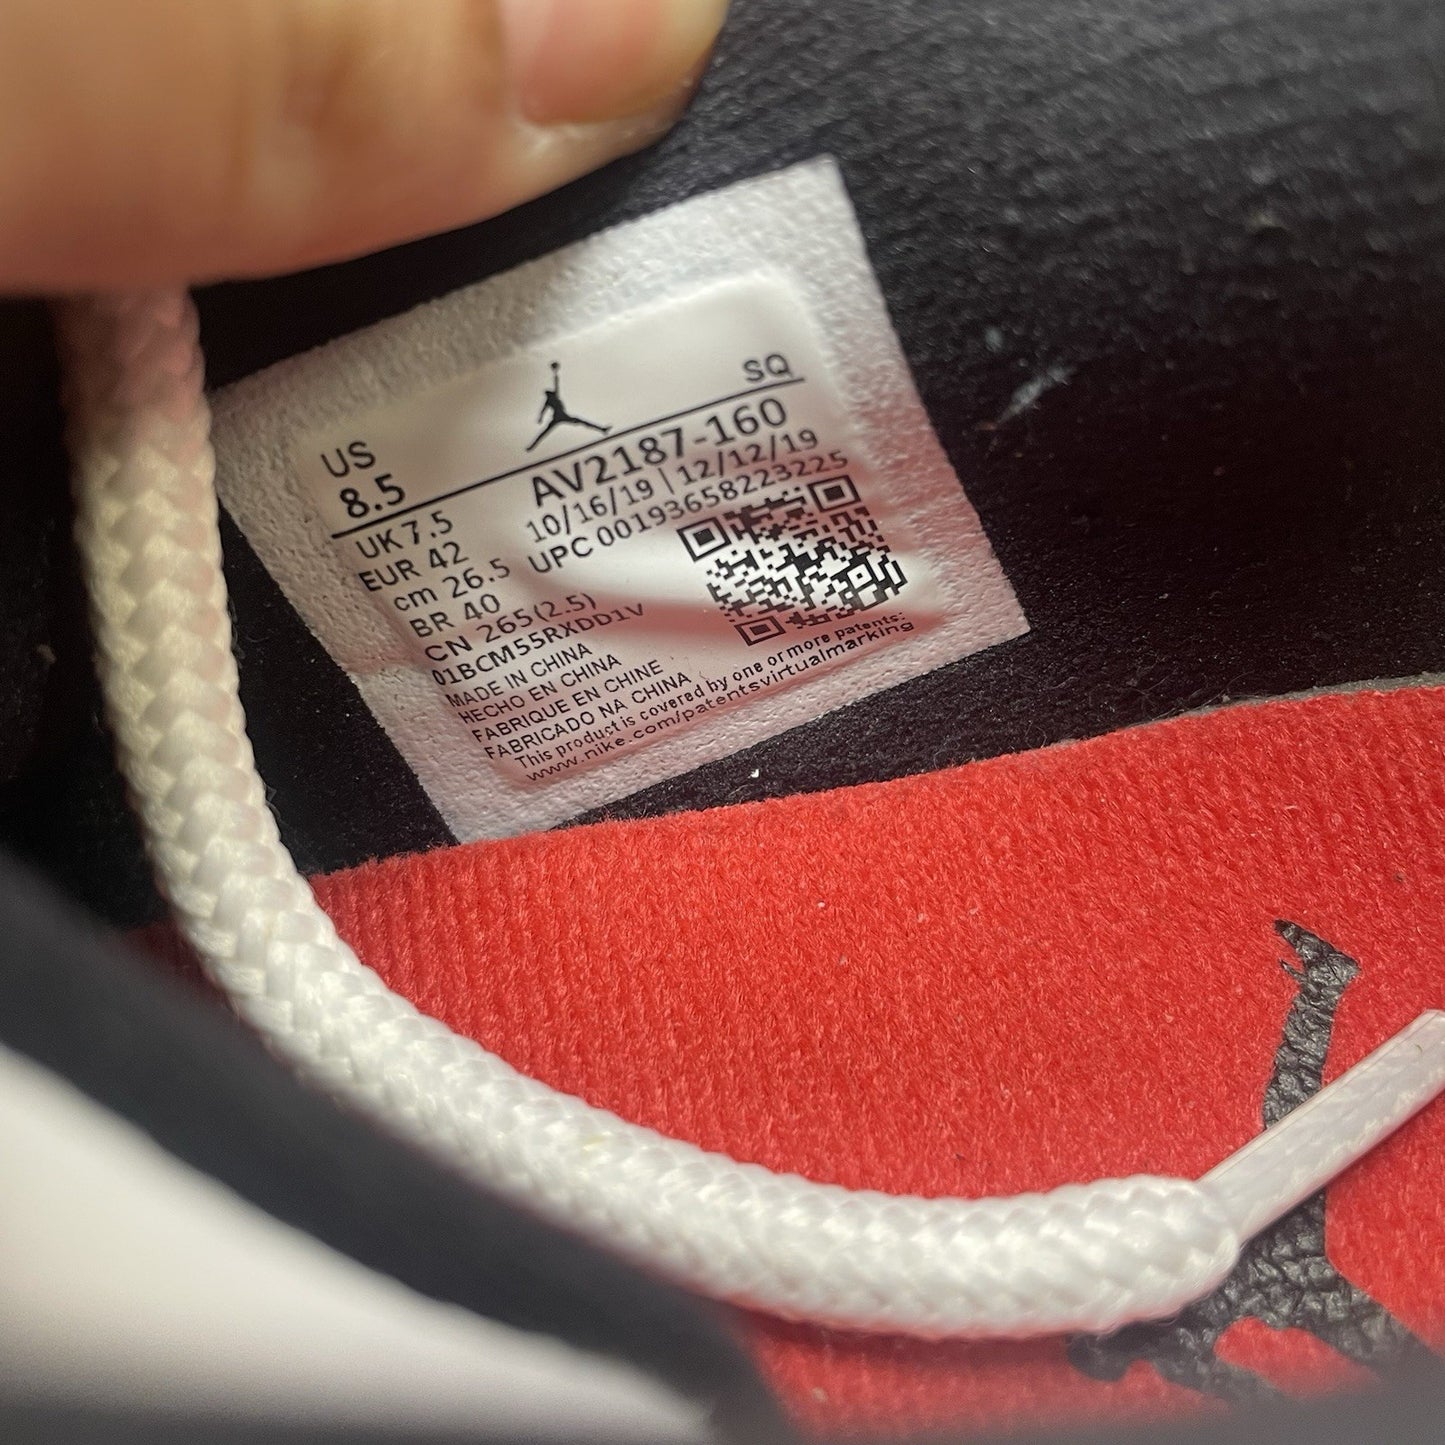 SQ
US
8.5
AV2187-160
10/16/19 | 12/12/19
UPC 00193658223225
UK 7.5
EUR 42
cm 26.5
BR 40
CN 265(2.5)
01BCM55RXDD1V
MADE IN CHINA
HECHO EN CHINA
FABRIQUE EN CHINE
FABRICADO NA CHINA
This product is covered by one or more patents:
www.nike.com/patentsvirtualmarking